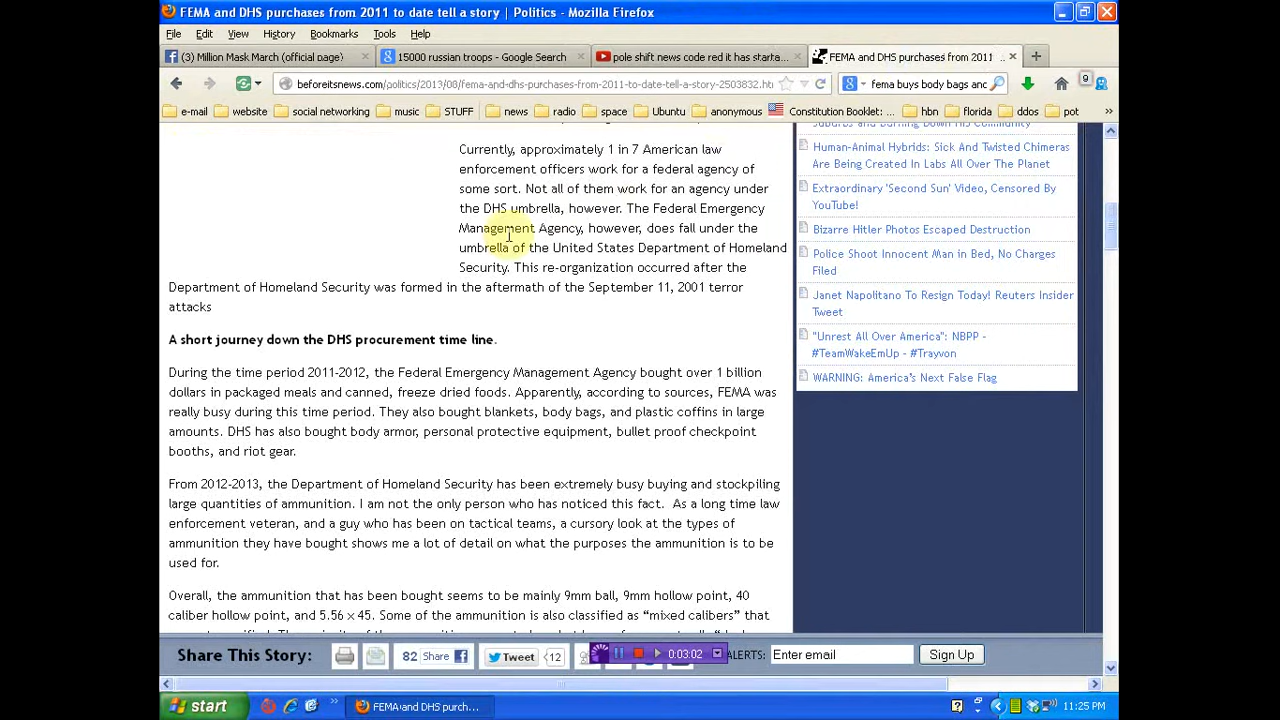 FEMA and DHS purchases from 2011 to date tell a story | Politics - Mozilla Firefox
File Edit View History Bookmarks Tools Help
(3) Million Mask March (official page)
15000 russian troops - Google Search
pole shift news code red it has starta...
FEMA and DHS purchases from 2011 ...
beforeitsnews.com/politics/2013/08/fema-and-dhs-purchases-from-2011-to-date-tell-a-story-2503832.ht
fema buys body bags anc
9
e-mail website social networking music STUFF news radio space Ubuntu anonymous Constitution Booklet: ... hbn florida ddos pot
Currently, approximately 1 in 7 American law
enforcement officers work for a federal agency of
some sort. Not all of them work for an agency under
the DHS umbrella, however. The Federal Emergency
Management Agency, however, does fall under the
umbrella of the United States Department of Homeland
Security. This re-organization occurred after the
Department of Homeland Security was formed in the aftermath of the September 11, 2001 terror
attacks
A short journey down the DHS procurement time line.
During the time period 2011-2012, the Federal Emergency Management Agency bought over 1 billion
dollars in packaged meals and canned, freeze dried foods. Apparently, according to sources, FEMA was
really busy during this time period. They also bought blankets, body bags, and plastic coffins in large
amounts. DHS has also bought body armor, personal protective equipment, bullet proof checkpoint
booths, and riot gear.
From 2012-2013, the Department of Homeland Security has been extremely busy buying and stockpiling
large quantities of ammunition. I am not the only person who has noticed this fact. As a long time law
enforcement veteran, and a guy who has been on tactical teams, a cursory look at the types of
ammunition they have bought shows me a lot of detail on what the purposes the ammunition is to be
used for.
Overall, the ammunition that has been bought seems to be mainly 9mm ball, 9mm hollow point, 40
caliber hollow point, and 5.56 x 45. Some of the ammunition is also classified as “mixed calibers” that
Suburbs and Burning Down His Community
Human-Animal Hybrids: Sick And Twisted Chimeras
Are Being Created In Labs All Over The Planet
Extraordinary 'Second Sun' Video, Censored By
YouTube!
Bizarre Hitler Photos Escaped Destruction
Police Shoot Innocent Man in Bed, No Charges
Filed
Janet Napolitano To Resign Today! Reuters Insider
Tweet
"Unrest All Over America": NBPP -
#TeamWakeEmUp - #Trayvon
WARNING: America's Next False Flag
Share This Story:
82 Share
Tweet 12
0:03:02
ALERTS:
Enter email
Sign Up
start
FEMA and DHS purch...
11:25 PM